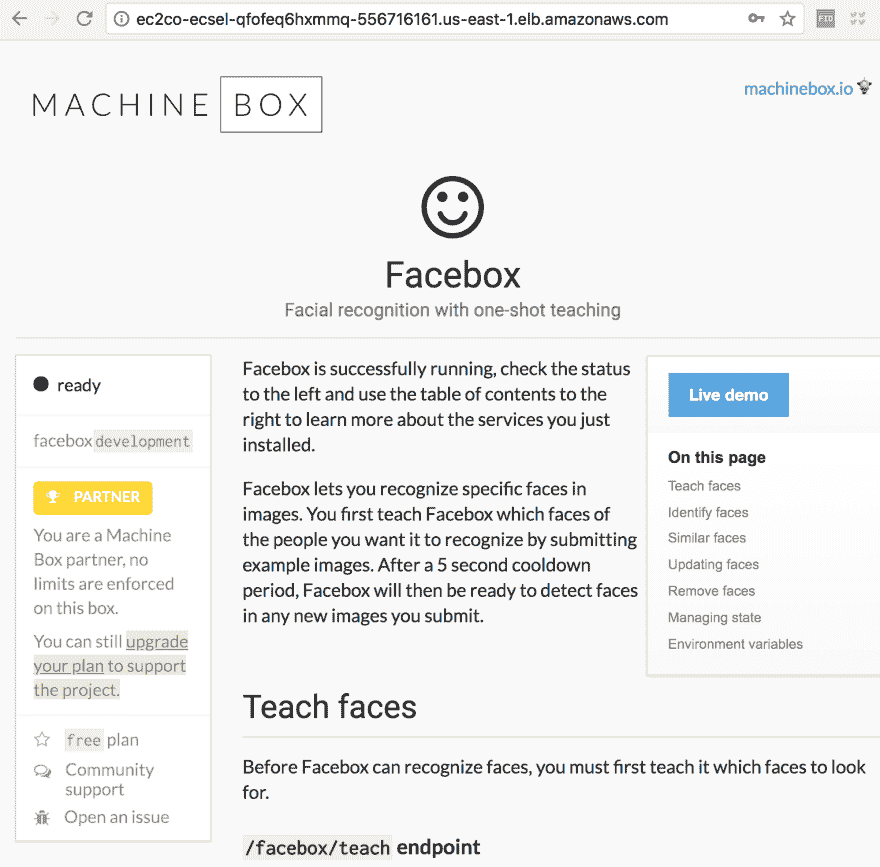 ec2co-ecsel-qfofeq6hxmmq-556716161.us-east-1.elb.amazonaws.com
MACHINE BOX
machinebox.io
Facebox
Facial recognition with one-shot teaching
ready
facebox development
PARTNER
You are a Machine
Box partner, no
limits are enforced
on this box.
You can still upgrade
your plan to support
the project.
free plan
Community
support
Open an issue
Facebox is successfully running, check the status
to the left and use the table of contents to the
right to learn more about the services you just
installed.
Facebox lets you recognize specific faces in
images. You first teach Facebox which faces of
the people you want it to recognize by submitting
example images. After a 5 second cooldown
period, Facebox will then be ready to detect faces
in any new images you submit.
Live demo
On this page
Teach faces
Identify faces
Similar faces
Updating faces
Remove faces
Managing state
Environment variables
Teach faces
Before Facebox can recognize faces, you must first teach it which faces to look
for.
/facebox/teach endpoint